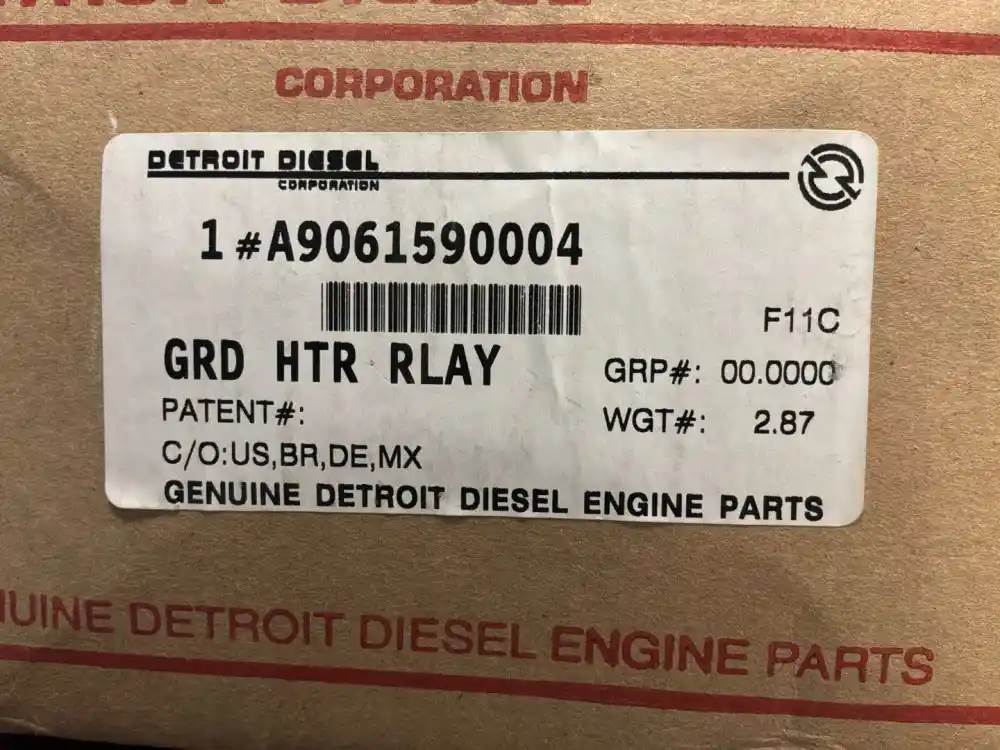 DIESEL
CORPORATION
DETROIT DIESEL
CORPORATION
1 #A9061590004
F11C
GRD HTR RLAY
GRP#: 00.0000
PATENT#:
WGT#: 2.87
C/O:US,BR,DE,MX
GENUINE DETROIT DIESEL ENGINE PARTS
UINE DETROIT DIESEL ENGINE PARTS